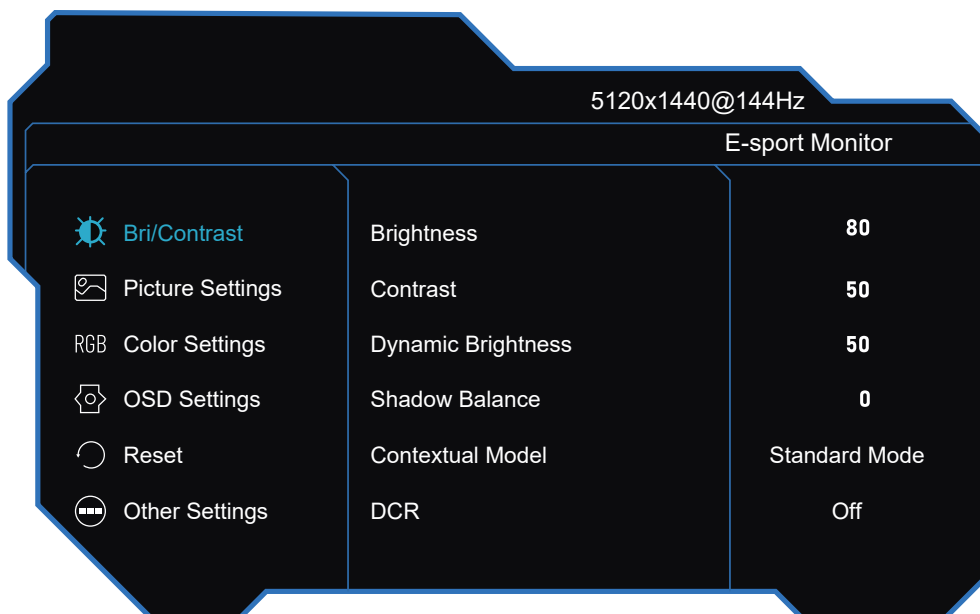 5120x1440@144Hz
E-sport Monitor
Bri/Contrast Brightness 80
Picture Settings Contrast 50
RGB Color Settings Dynamic Brightness 50
OSD Settings Shadow Balance 0
Reset Contextual Model Standard Mode
Other Settings DCR Off